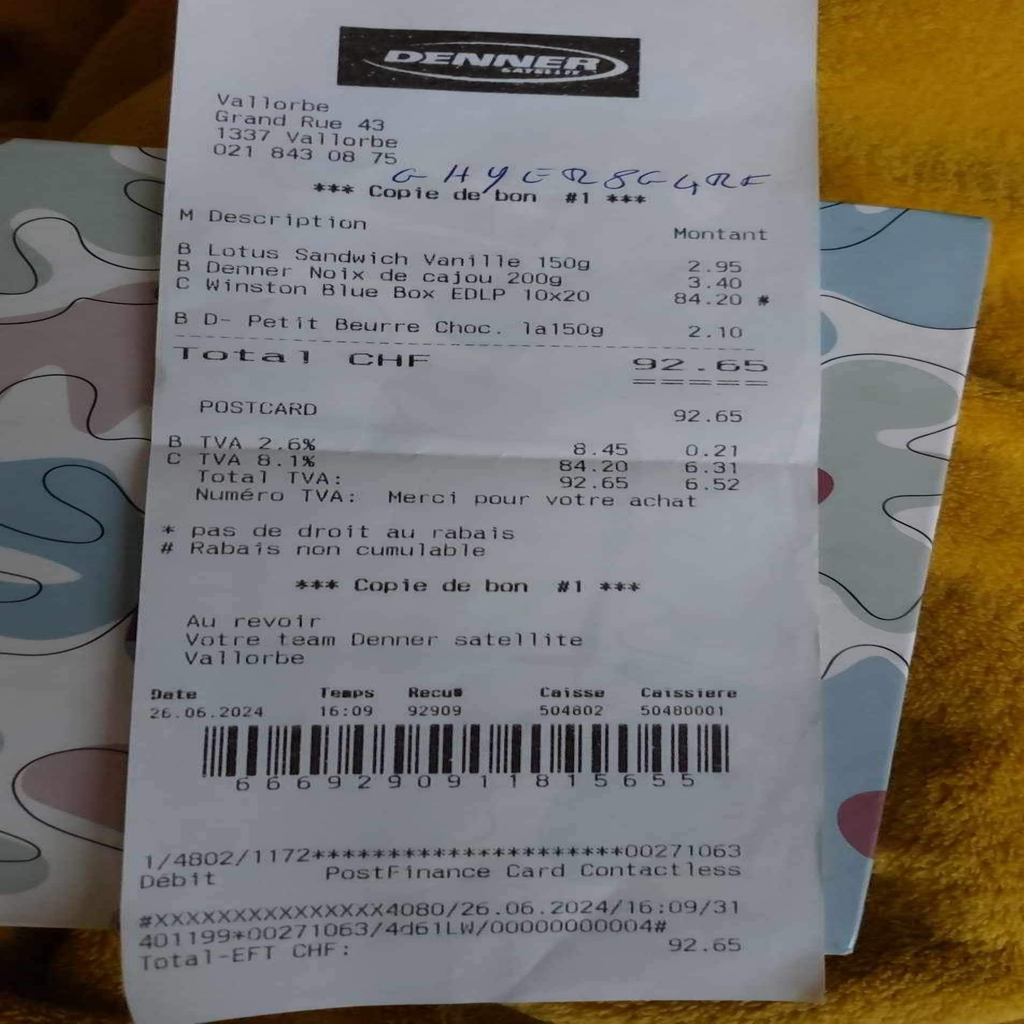 DENNER
SATELLITE
Vallorbe
Grand Rue 43
1337 Vallorbe
021 843 08 75
*** Copie de bon #1 ***
M Description Montant
B Lotus Sandwich Vanille 150g 2.95
B Denner Noix de cajou 200g 3.40
C Winston Blue Box EDLP 10x20 84.20 #
B D- Petit Beurre Choc. la150g 2.10
Total CHF 92.65
=====
POSTCARD 92.65
B TVA 2.6% 8.45 0.21
C TVA 8.1% 84.20 6.31
Total TVA: 92.65 6.52
Numéro TVA: Merci pour votre achat
* pas de droit au rabais
# Rabais non cumulable
*** Copie de bon #1 ***
Au revoir
Votre team Denner satellite
Vallorbe
Date Temps Recu# Caisse Caissiere
26.06.2024 16:09 92909 504802 50480001
6669290911815655
1/4802/1172*********************00271063
Débit PostFinance Card Contactless
#XXXXXXXXXXXXXXX4080/26.06.2024/16:09/31
401199*00271063/4d61LW/00000000004#
Total-EFT CHF: 92.65